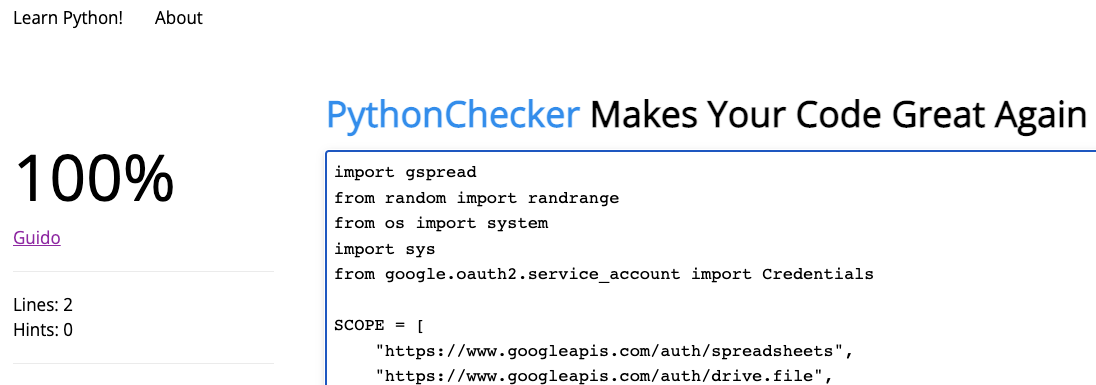 Learn Python! About
PythonChecker Makes Your Code Great Again
100%
Guido
Lines: 2
Hints: 0
import gspread
from random import randrange
from os import system
import sys
from google.oauth2.service_account import Credentials
SCOPE = [
    "https://www.googleapis.com/auth/spreadsheets",
    "https://www.googleapis.com/auth/drive.file",